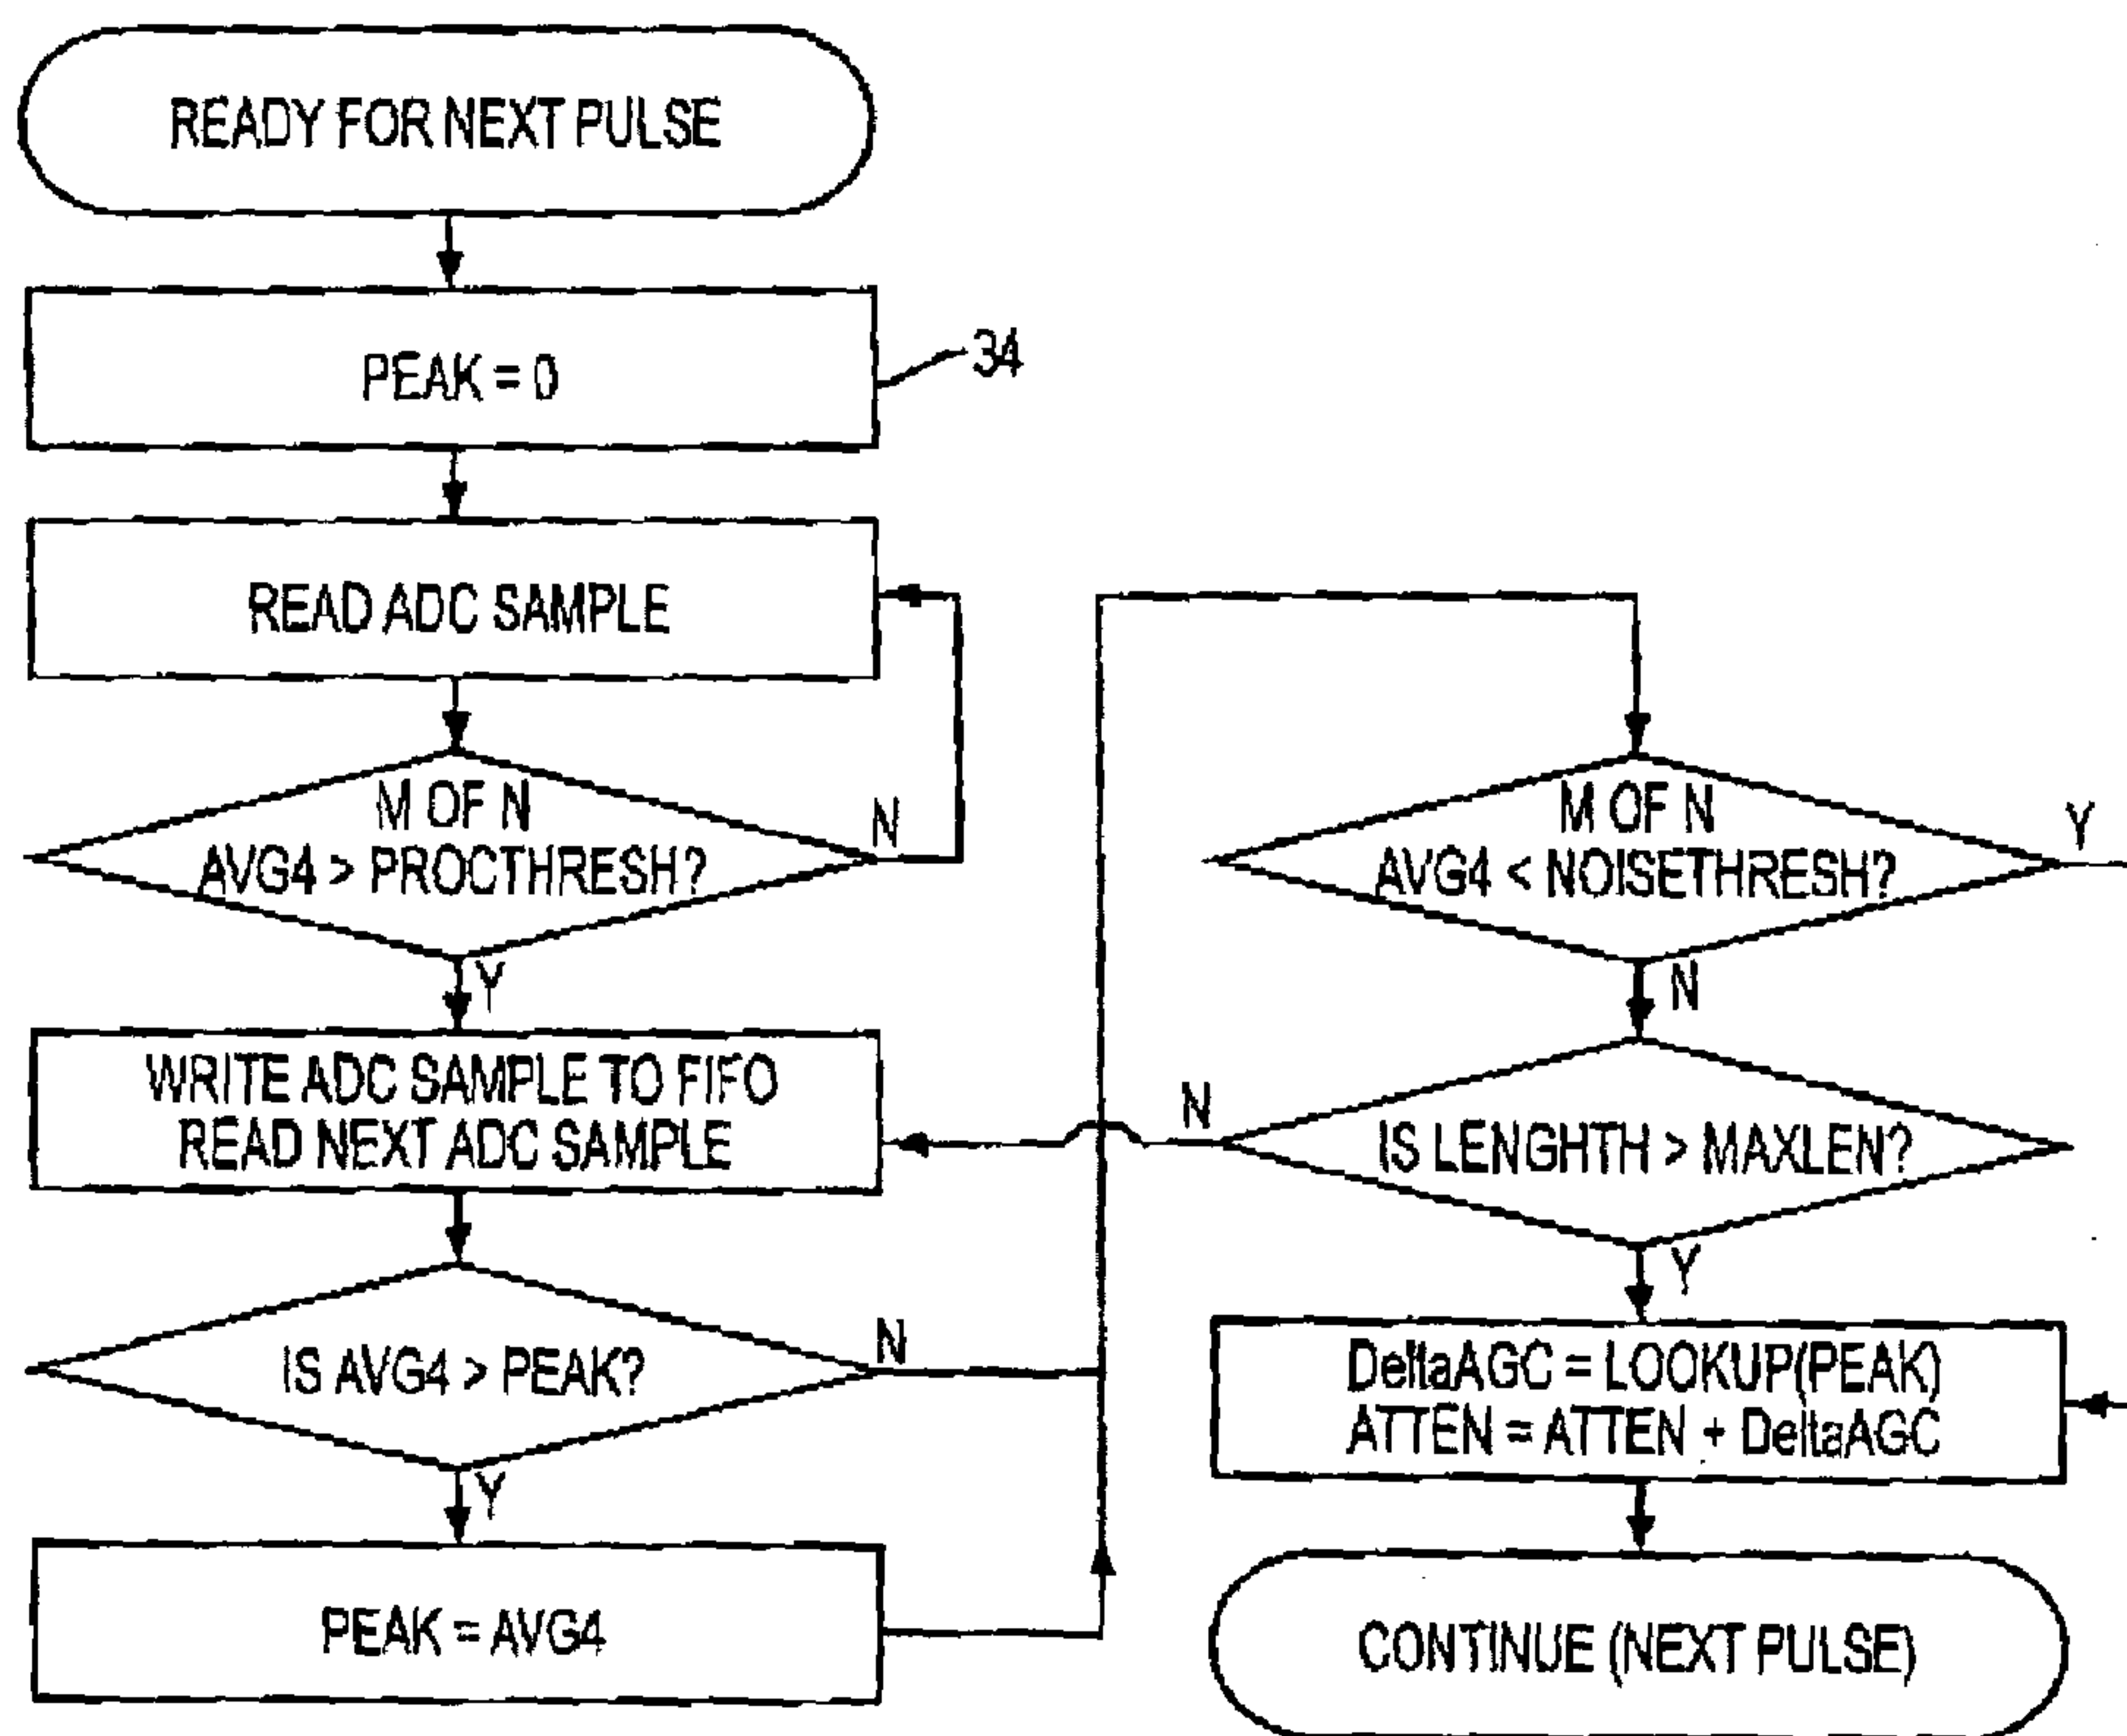 READY FOR NEXT PULSE
PEAK = 0
34
READ ADC SAMPLE
M OF N
AVG4 > PROCTHRESH?
N
Y
WRITE ADC SAMPLE TO FIFO
READ NEXT ADC SAMPLE
IS AVG4 > PEAK?
N
Y
PEAK = AVG4
M OF N
AVG4 < NOISETHRESH?
Y
N
IS LENGHTH > MAXLEN?
N
Y
DeltaAGC = LOOKUP(PEAK)
ATTEN = ATTEN + DeltaAGC
CONTINUE (NEXT PULSE)